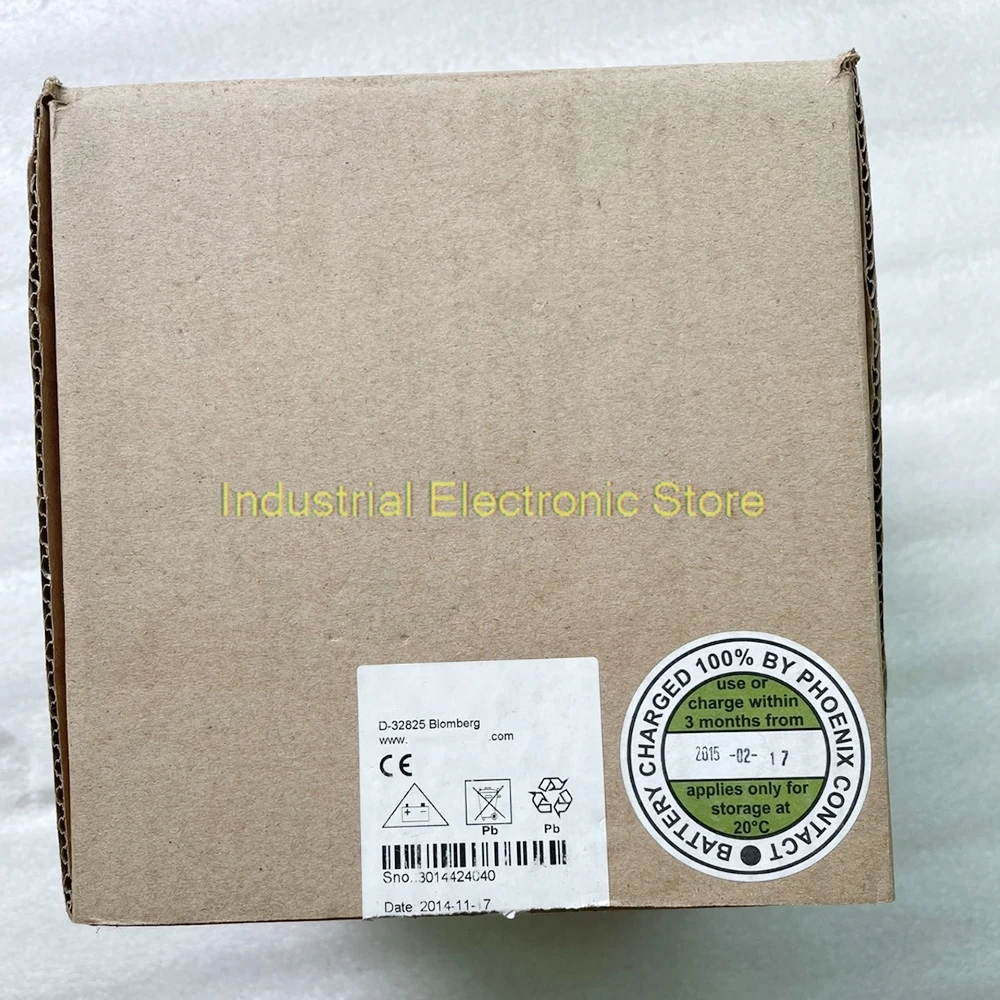 Industrial Electronic Store
D-32825 Blomberg
www. .com
CE
Pb Pb
Sno.:3014424040
Date 2014-11-17
BATTERY CHARGED 100% BY PHOENIX CONTACT
use or
charge within
3 months from
2015 -02- 17
applies only for
storage at
20°C